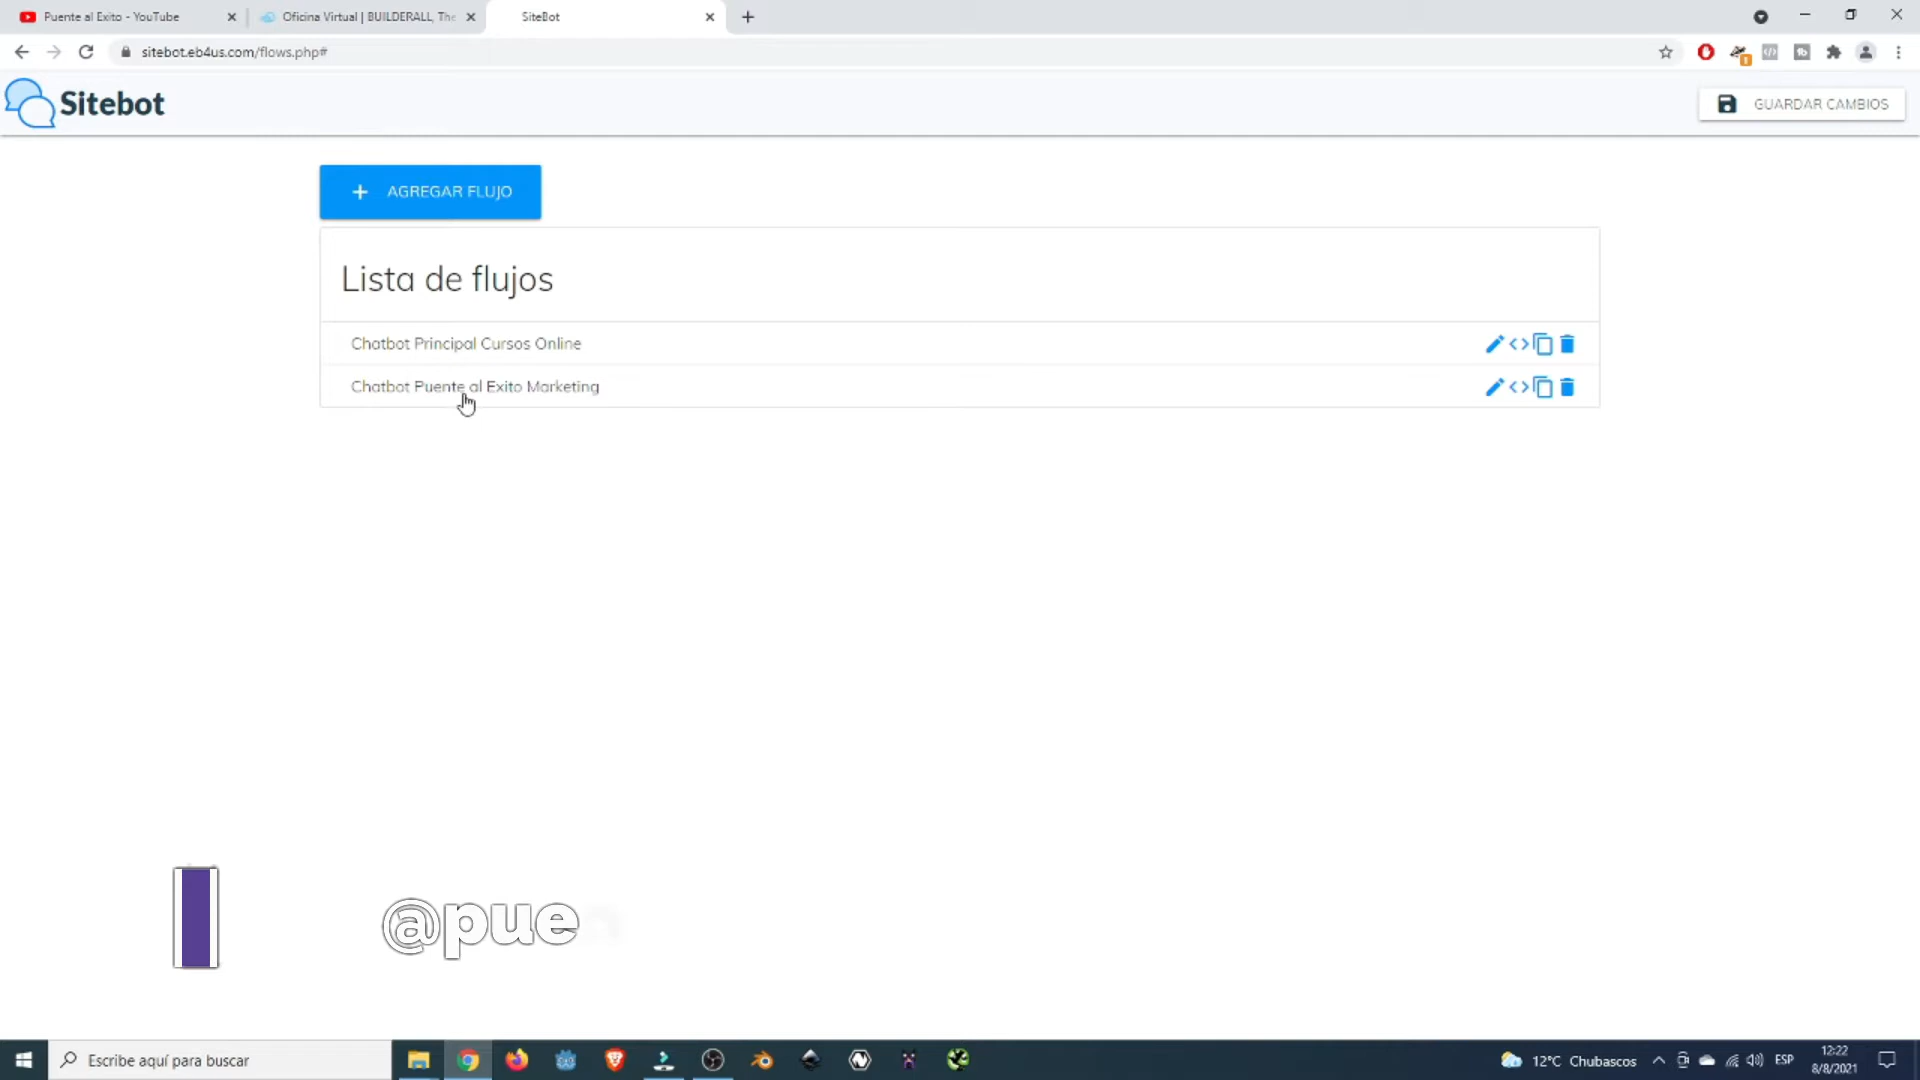 Puente al Exito - YouTube
Oficina Virtual | BUILDERALL, The
SiteBot
sitebot.eb4us.com/flows.php#
Sitebot
GUARDAR CAMBIOS
+ AGREGAR FLUJO
Lista de flujos
Chatbot Principal Cursos Online
Chatbot Puente al Exito Marketing
@puen
Escribe aquí para buscar
12°C Chubascos
ESP
12:22
8/8/2021